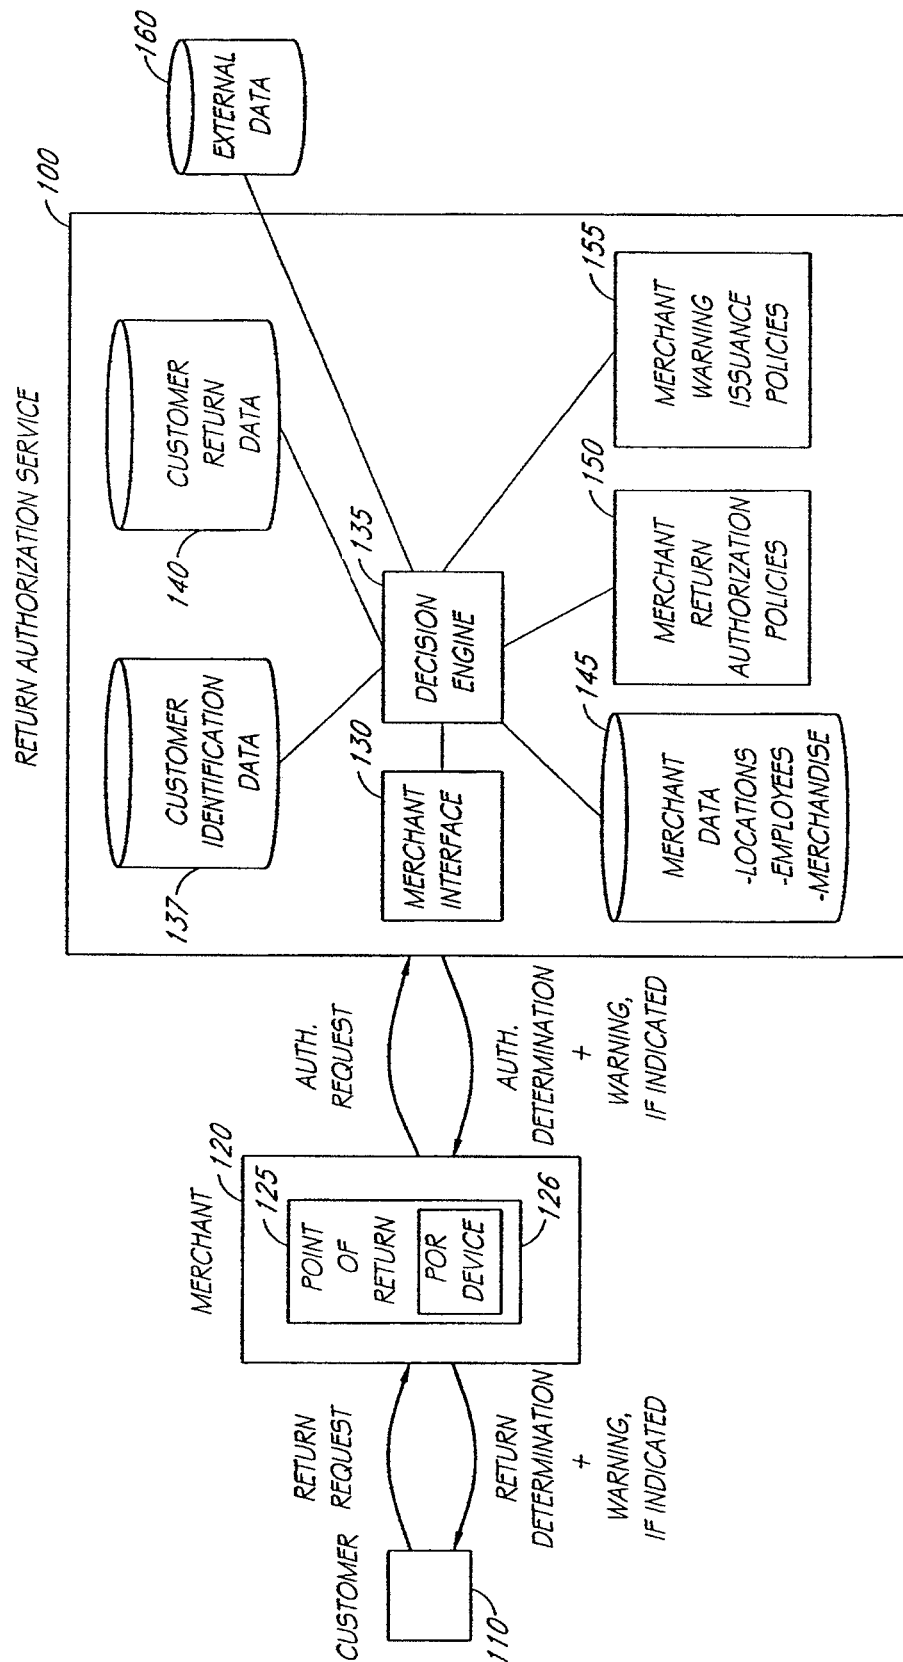 RETURN AUTHORIZATION SERVICE
100
160
EXTERNAL
DATA
CUSTOMER
IDENTIFICATION
DATA
137
CUSTOMER
RETURN
DATA
140
130
MERCHANT
INTERFACE
135
DECISION
ENGINE
145
MERCHANT
DATA
-LOCATIONS
-EMPLOYEES
-MERCHANDISE
150
MERCHANT
RETURN
AUTHORIZATION
POLICIES
155
MERCHANT
WARNING
ISSUANCE
POLICIES
AUTH.
REQUEST
AUTH.
DETERMINATION
+
WARNING,
IF INDICATED
MERCHANT
120
125
POINT
OF
RETURN
POR
DEVICE
126
RETURN
REQUEST
RETURN
DETERMINATION
+
WARNING,
IF INDICATED
CUSTOMER
110